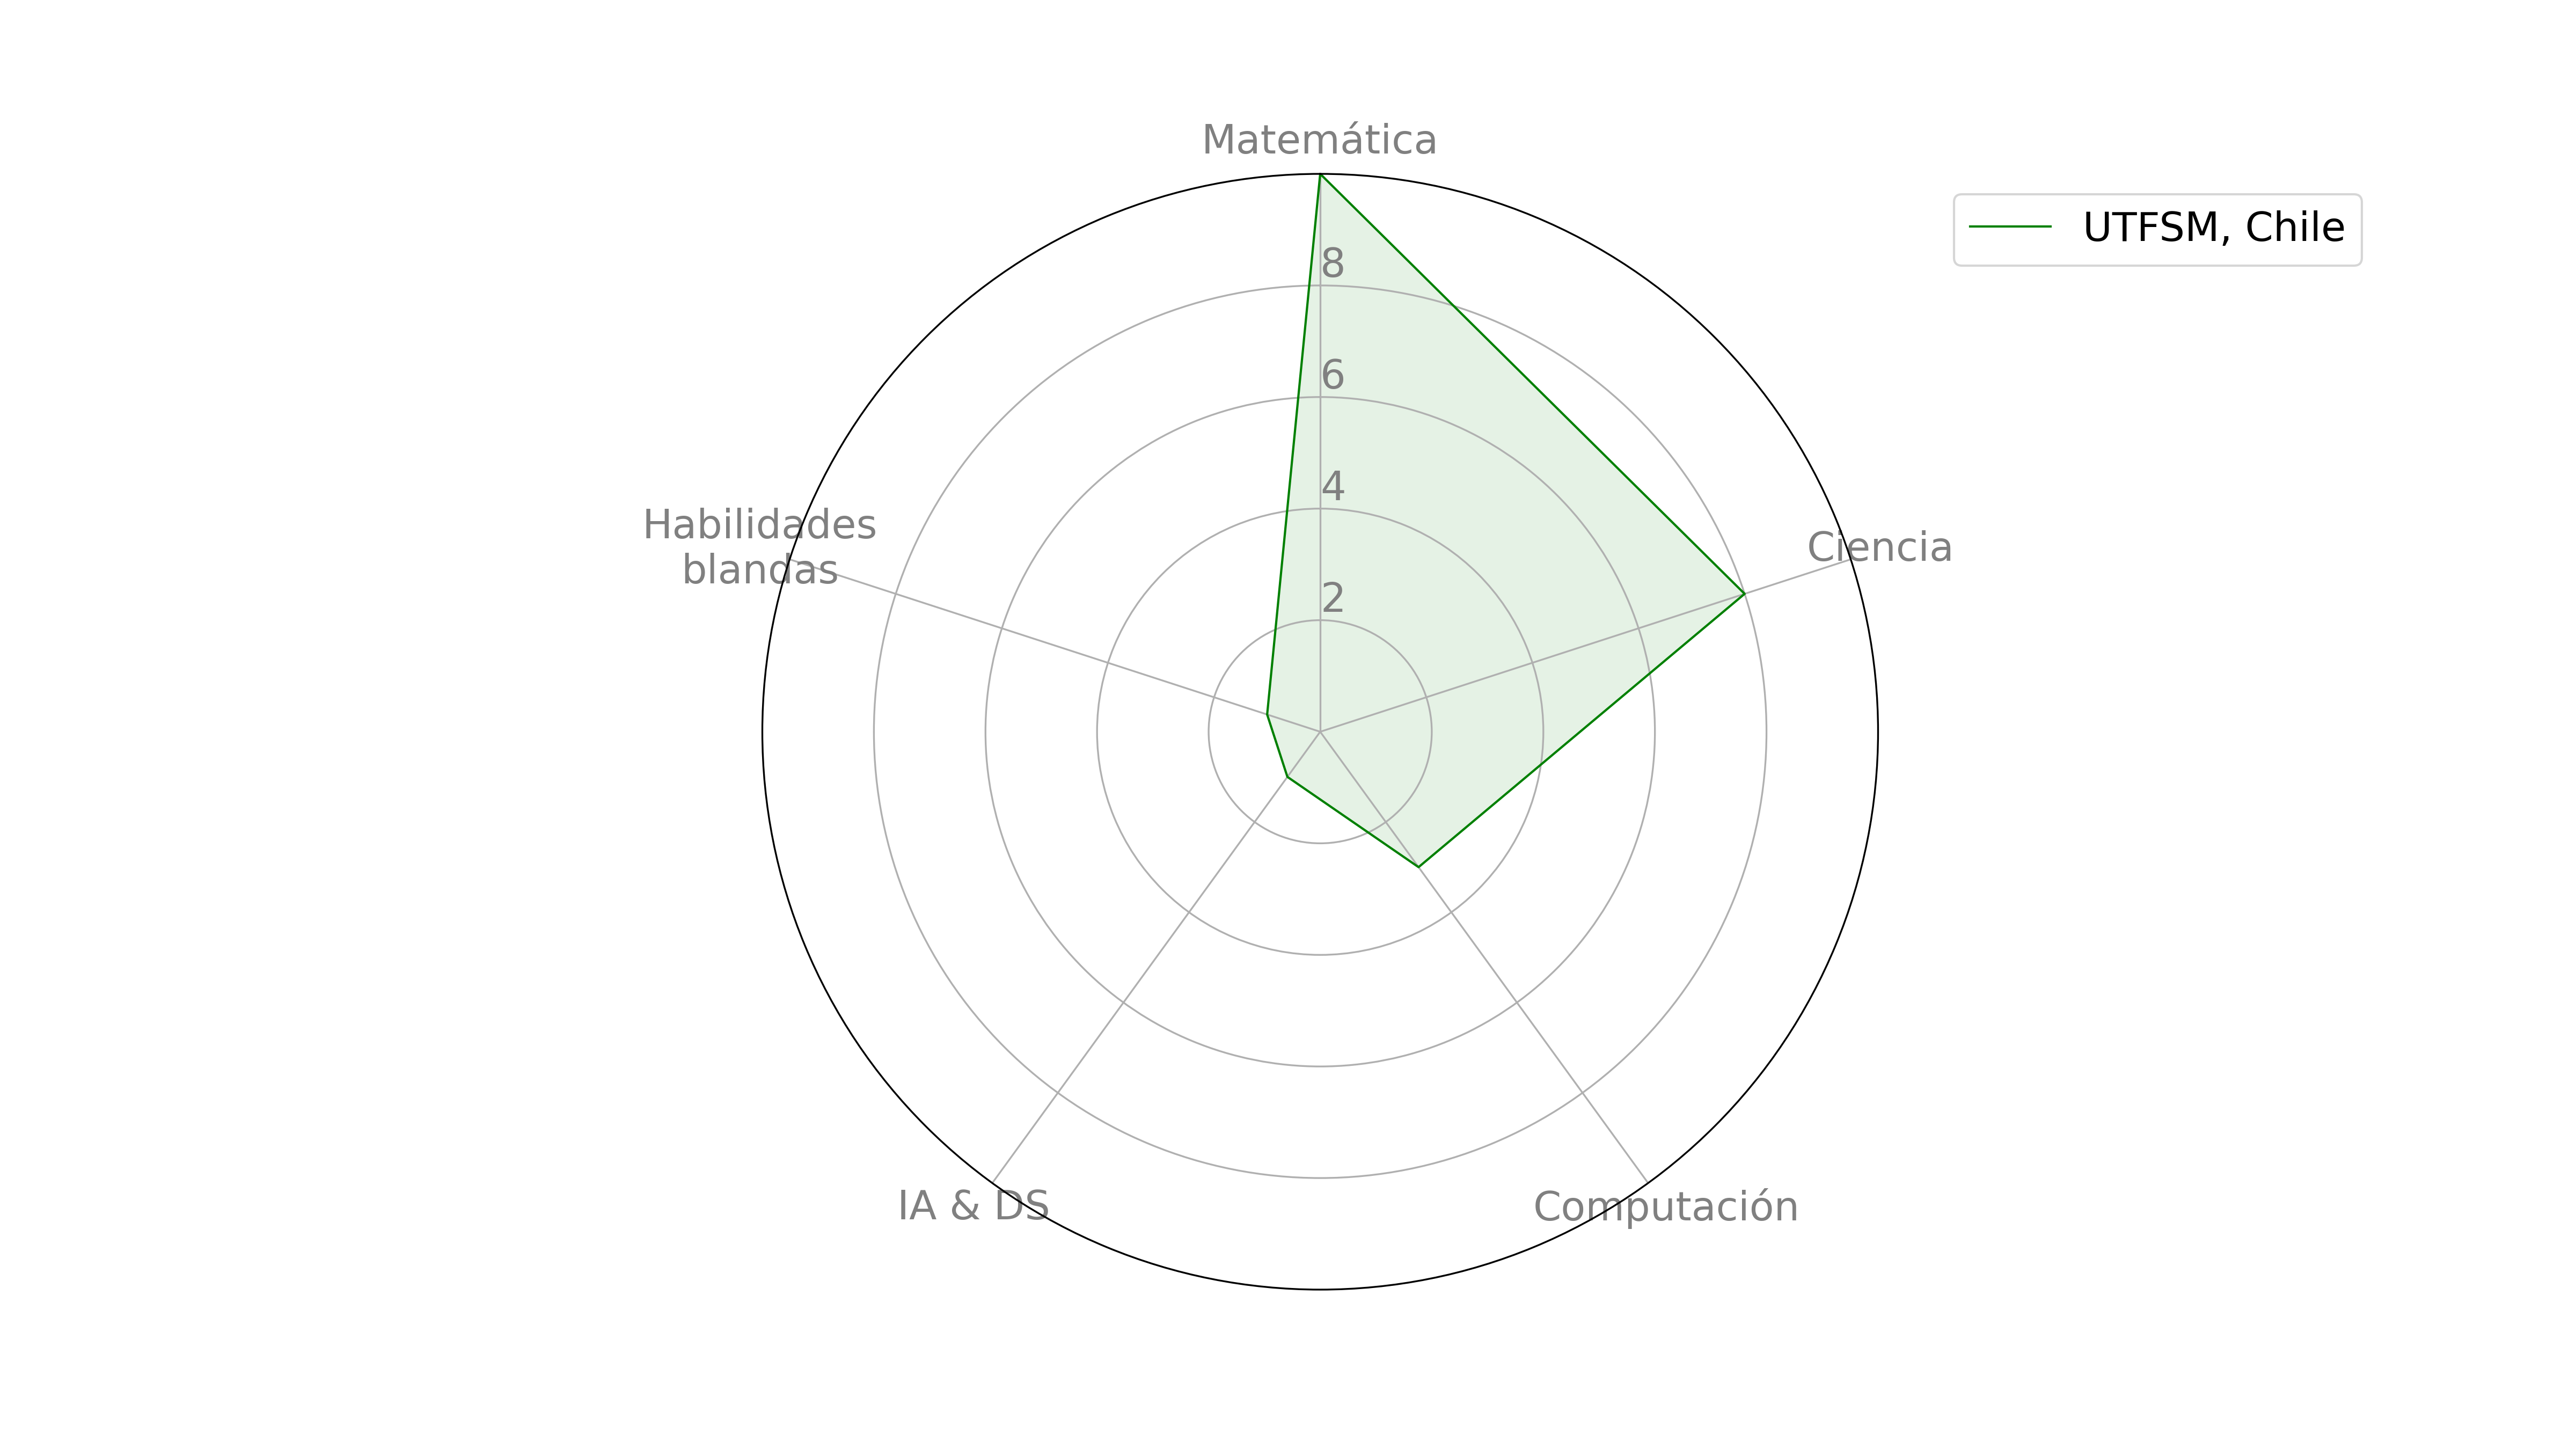 Matemática
UTFSM, Chile
8
6
4
2
Habilidades
blandas
Ciencia
IA & DS
Computación